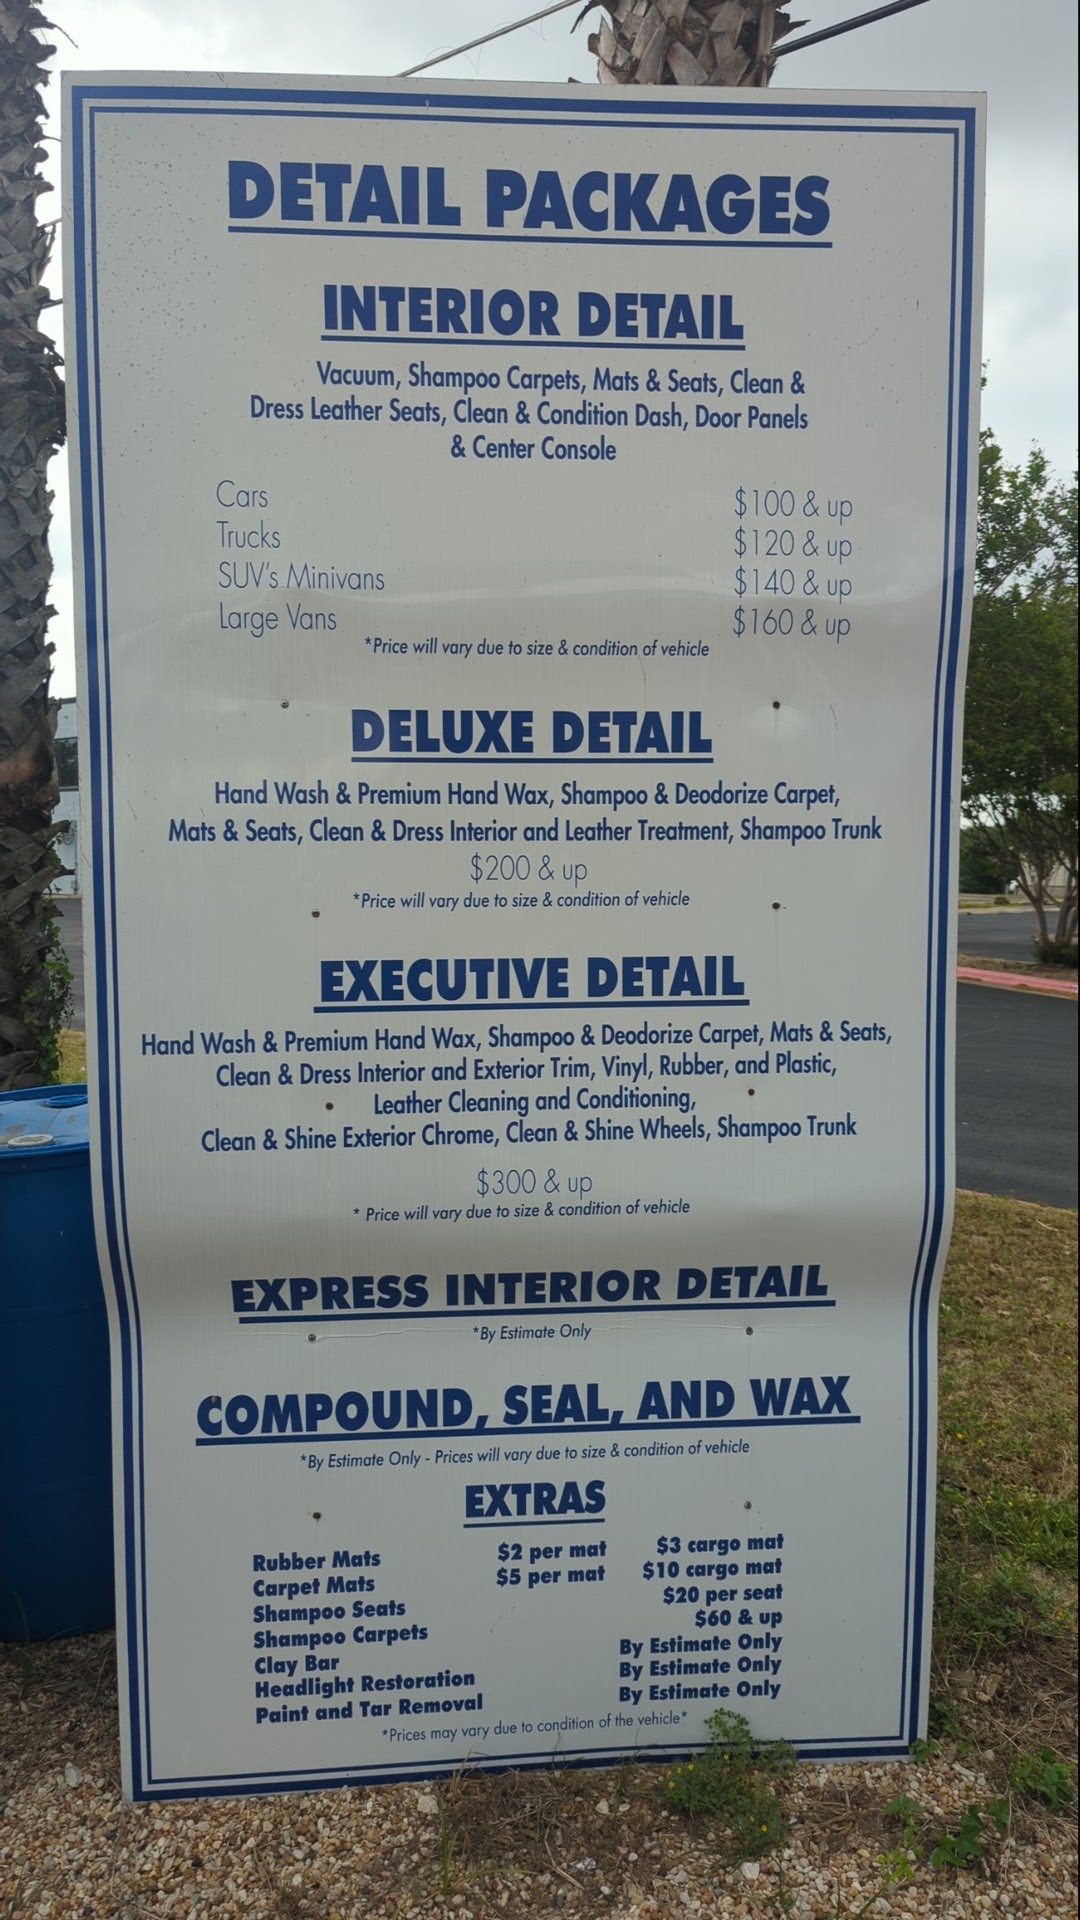 DETAIL PACKAGES
INTERIOR DETAIL
Vacuum, Shampoo Carpets, Mats & Seats, Clean &
Dress Leather Seats, Clean & Condition Dash, Door Panels
& Center Console
Cars $100 & up
Trucks $120 & up
SUV's Minivans $140 & up
Large Vans $160 & up
*Price will vary due to size & condition of vehicle
DELUXE DETAIL
Hand Wash & Premium Hand Wax, Shampoo & Deodorize Carpet,
Mats & Seats, Clean & Dress Interior and Leather Treatment, Shampoo Trunk
$200 & up
*Price will vary due to size & condition of vehicle
EXECUTIVE DETAIL
Hand Wash & Premium Hand Wax, Shampoo & Deodorize Carpet, Mats & Seats,
Clean & Dress Interior and Exterior Trim, Vinyl, Rubber, and Plastic,
Leather Cleaning and Conditioning,
Clean & Shine Exterior Chrome, Clean & Shine Wheels, Shampoo Trunk
$300 & up
* Price will vary due to size & condition of vehicle
EXPRESS INTERIOR DETAIL
*By Estimate Only
COMPOUND, SEAL, AND WAX
*By Estimate Only - Prices will vary due to size & condition of vehicle
EXTRAS
Rubber Mats $2 per mat $3 cargo mat
Carpet Mats $5 per mat $10 cargo mat
Shampoo Seats $20 per seat
Shampoo Carpets $60 & up
Clay Bar By Estimate Only
Headlight Restoration By Estimate Only
Paint and Tar Removal By Estimate Only
*Prices may vary due to condition of the vehicle*